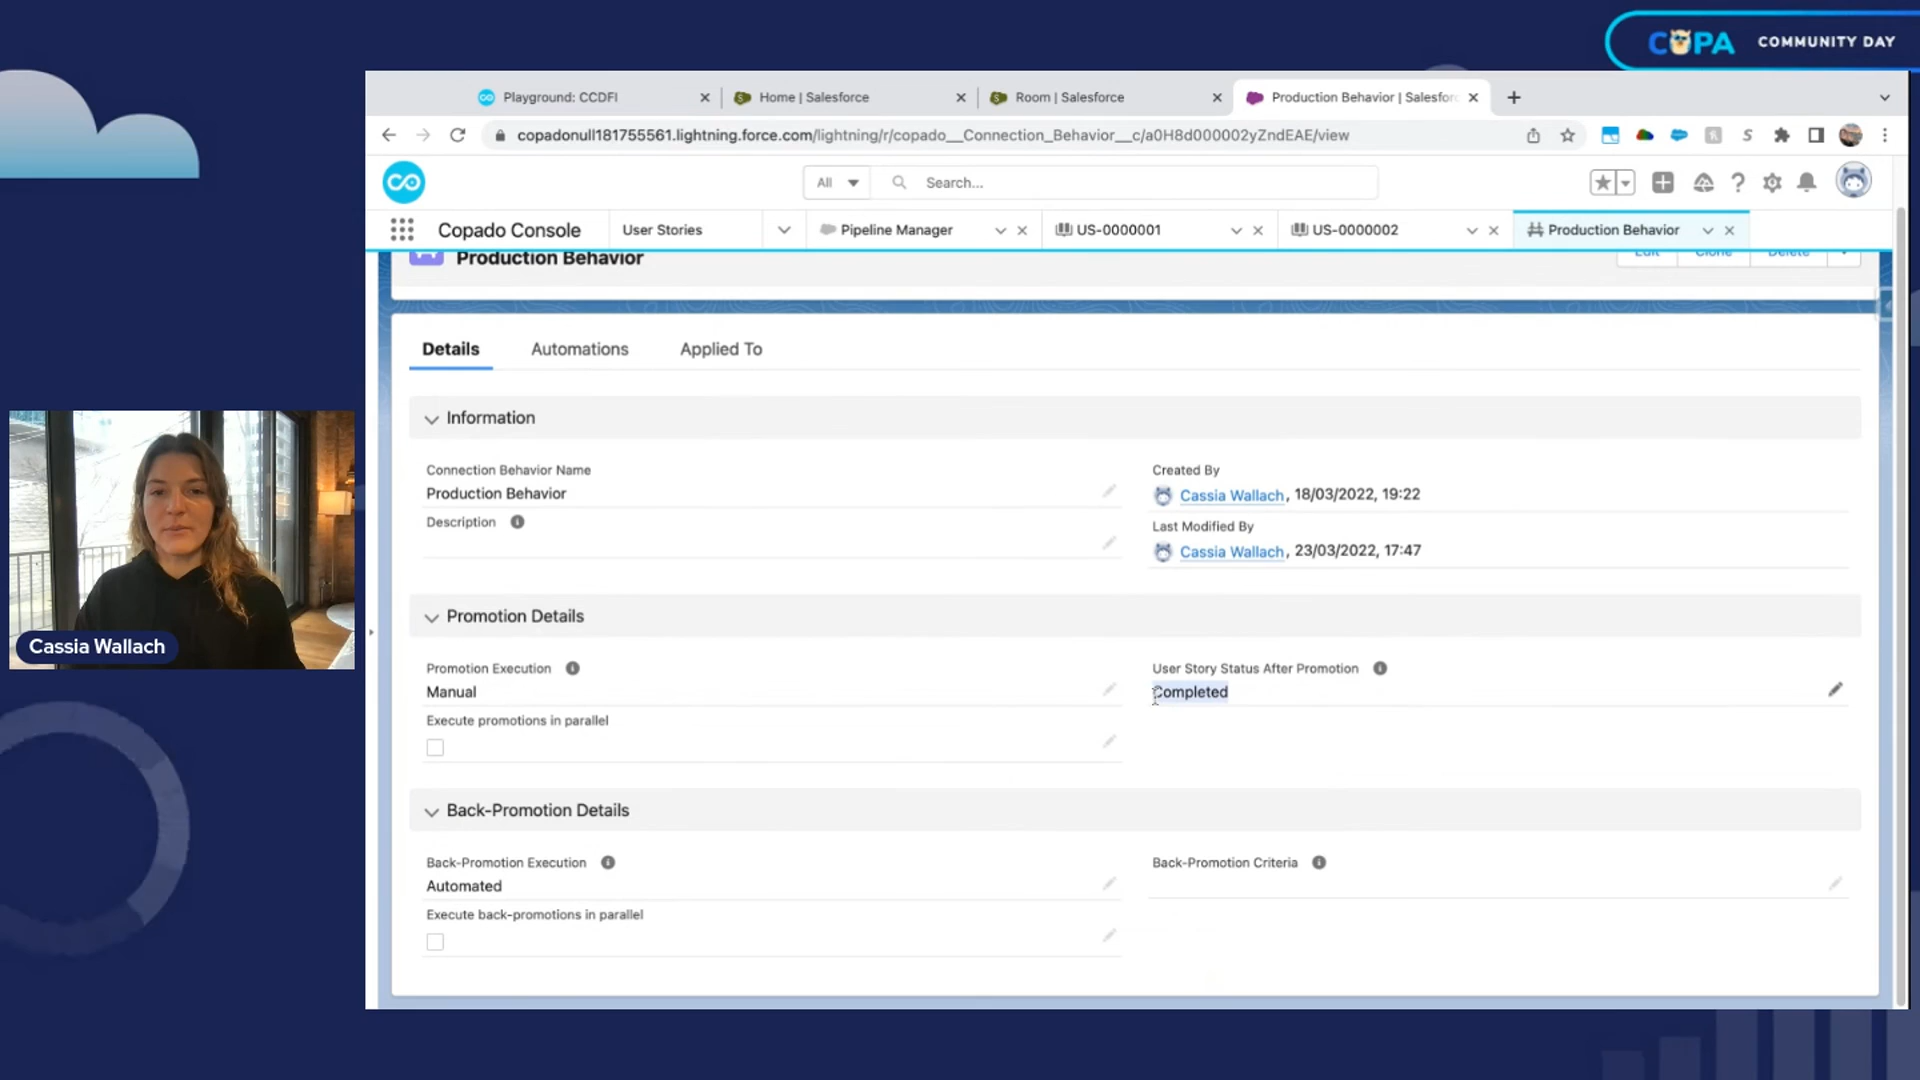 COPA COMMUNITY DAY
Playground: CCDFI
Home | Salesforce
Room | Salesforce
Production Behavior | Salesfor
copadonull181755561.lightning.force.com/lightning/r/copado__Connection_Behavior__c/a0H8d000002yZndEAE/view
All
Search...
Copado Console
User Stories
Pipeline Manager
US-0000001
US-0000002
Production Behavior
Production Behavior
Edit
Clone
Delete
Details
Automations
Applied To
Information
Connection Behavior Name
Production Behavior
Created By
Cassia Wallach, 18/03/2022, 19:22
Description
Last Modified By
Cassia Wallach, 23/03/2022, 17:47
Promotion Details
Promotion Execution
Manual
User Story Status After Promotion
Completed
Execute promotions in parallel
Back-Promotion Details
Back-Promotion Execution
Automated
Back-Promotion Criteria
Execute back-promotions in parallel
Cassia Wallach